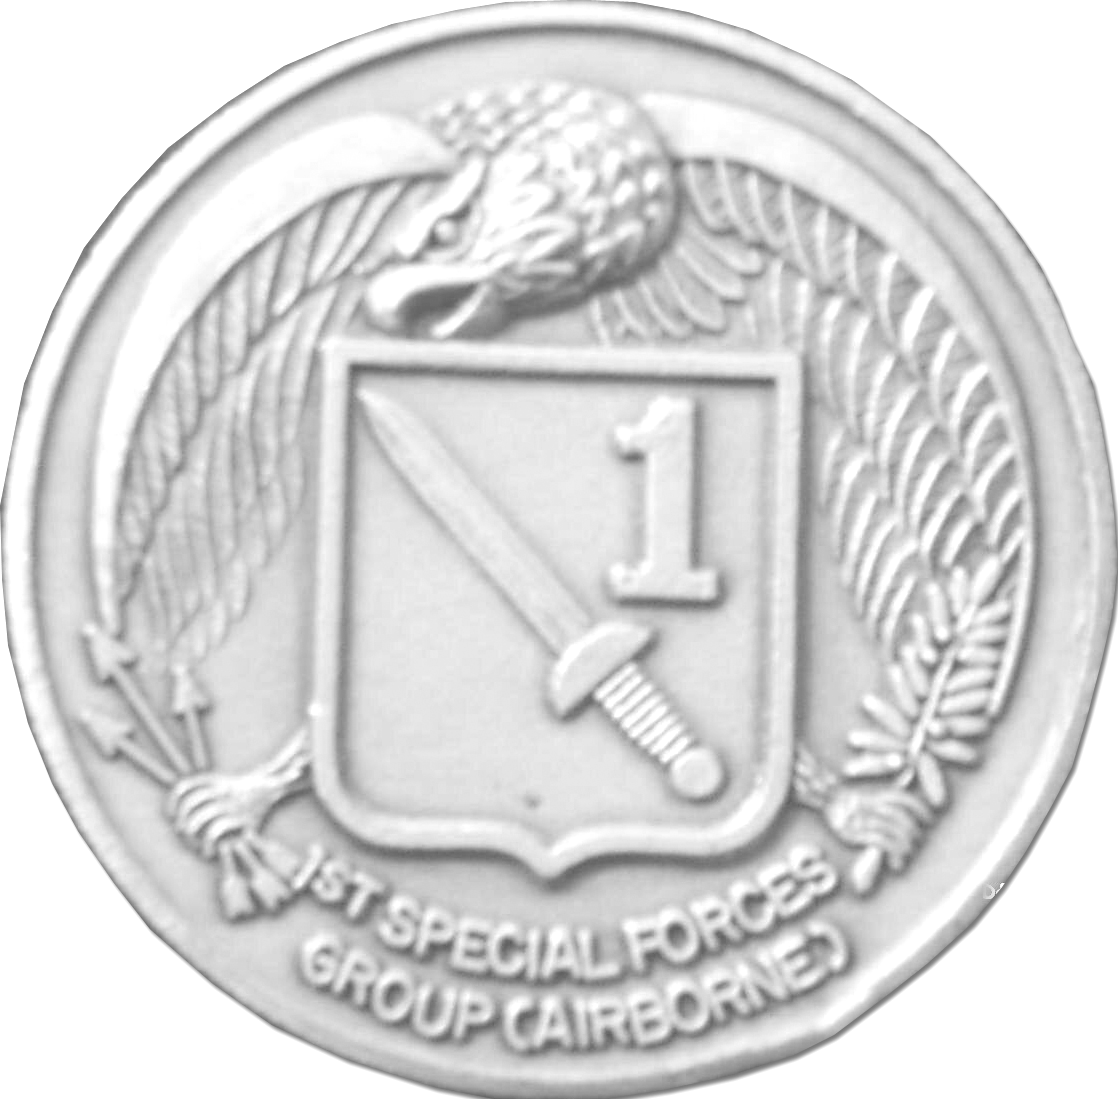 1
1ST SPECIAL FORCES
GROUP (AIRBORNE)